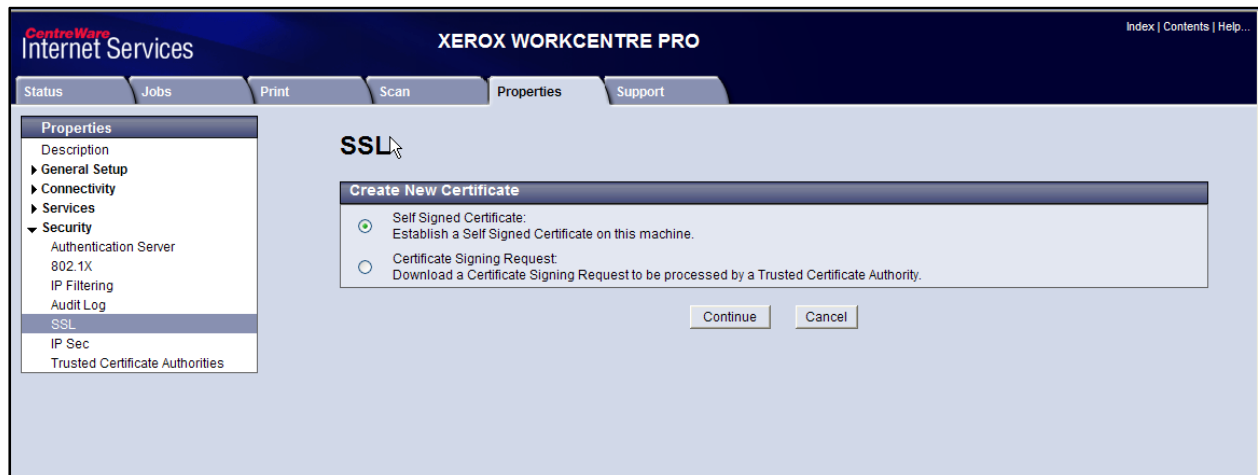 CentreWare
Internet Services
XEROX WORKCENTRE PRO
Index | Contents | Help...
Status
Jobs
Print
Scan
Properties
Support
Properties
Description
General Setup
Connectivity
Services
Security
Authentication Server
802.1X
IP Filtering
Audit Log
SSL
IP Sec
Trusted Certificate Authorities
SSL
Create New Certificate
Self Signed Certificate:
Establish a Self Signed Certificate on this machine.
Certificate Signing Request:
Download a Certificate Signing Request to be processed by a Trusted Certificate Authority.
Continue
Cancel